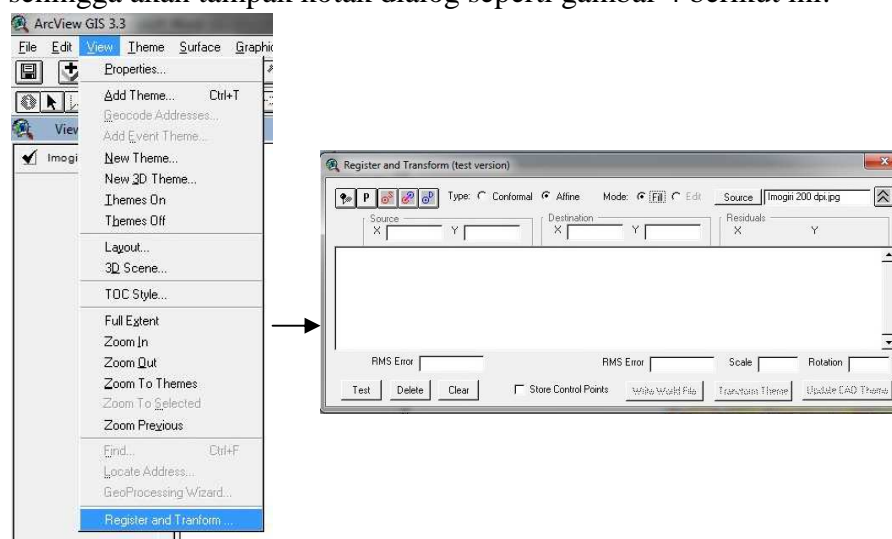 sehingga akan tampak kotak dialog seperti gambar 4 berikut ini:
ArcView GIS 3.3
File Edit View Theme Surface Graphic
View
Imogi
Properties...
Add Theme... Ctrl+T
Geocode Addresses...
Add Event Theme...
New Theme...
New 3D Theme...
Themes On
Themes Off
Layout...
3D Scene...
TOC Style...
Full Extent
Zoom In
Zoom Out
Zoom To Themes
Zoom To Selected
Zoom Previous
Find... Ctrl+F
Locate Address...
GeoProcessing Wizard...
Register and Tranform ...
Register and Transform (test version)
P Type: Conformal Affine Mode: Fill Edit Source Imogiri 200 dpi.jpg
Source Destination Residuals
X Y X Y X Y
RMS Error RMS Error Scale Rotation
Test Delete Clear Store Control Points Write World File Transform Theme Update CAD Theme